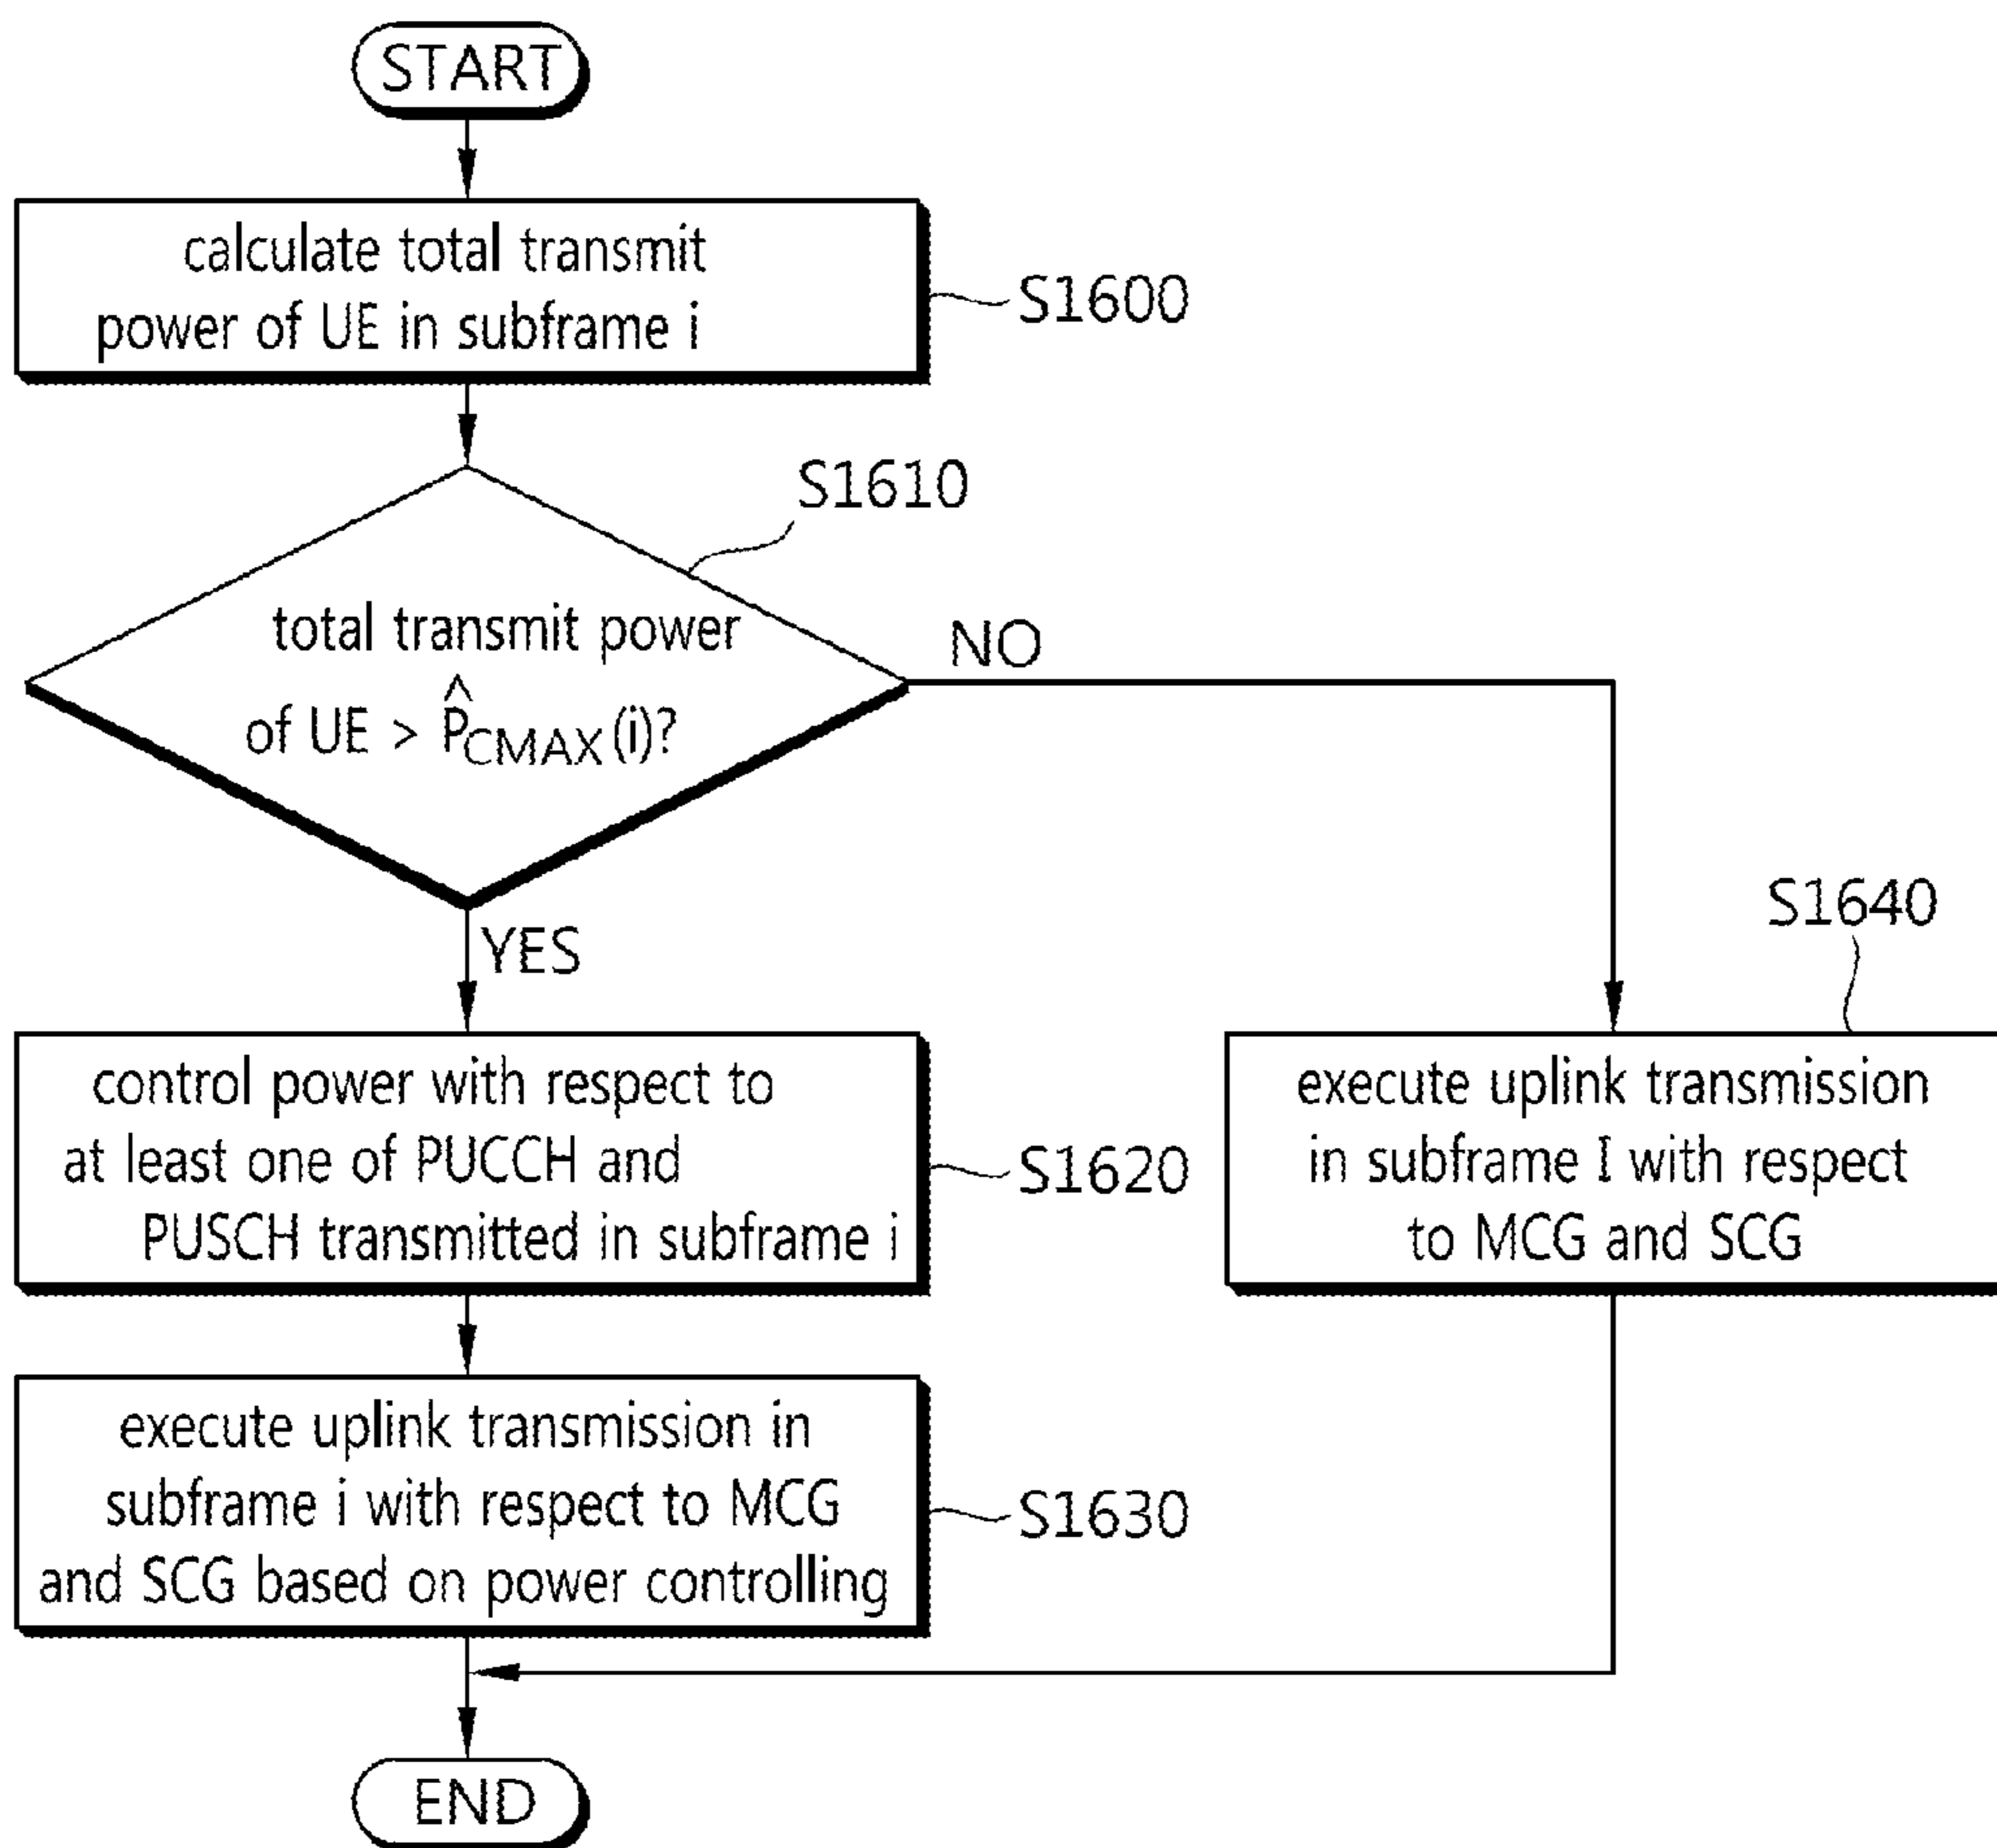 START
calculate total transmit
power of UE in subframe i
S1600
S1610
total transmit power
of UE > P̂CMAX(i)?
NO
YES
S1640
control power with respect to
at least one of PUCCH and
PUSCH transmitted in subframe i
S1620
execute uplink transmission
in subframe I with respect
to MCG and SCG
execute uplink transmission in
subframe i with respect to MCG
and SCG based on power controlling
S1630
END